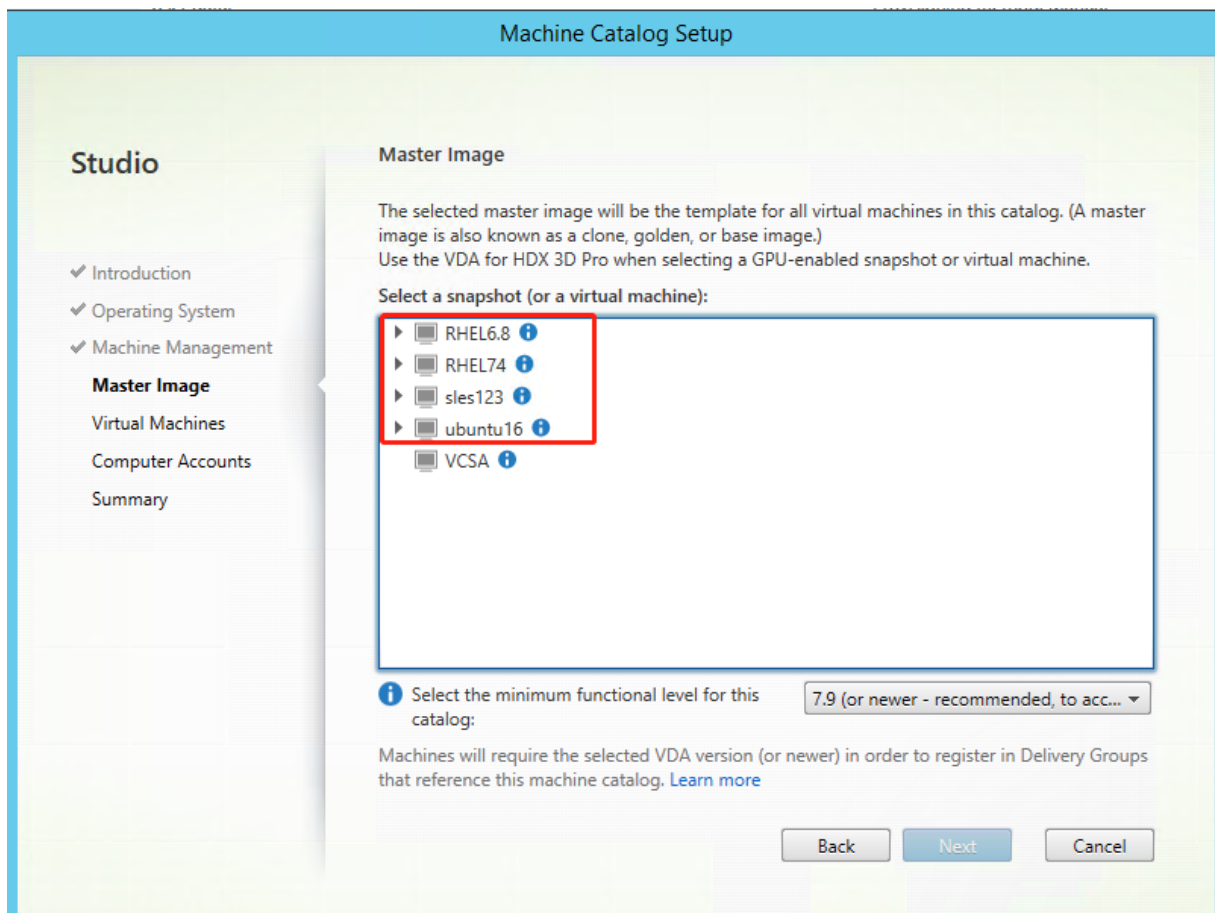 Machine Catalog Setup
Studio
Introduction
Operating System
Machine Management
Master Image
Virtual Machines
Computer Accounts
Summary
Master Image
The selected master image will be the template for all virtual machines in this catalog. (A master
image is also known as a clone, golden, or base image.)
Use the VDA for HDX 3D Pro when selecting a GPU-enabled snapshot or virtual machine.
Select a snapshot (or a virtual machine):
RHEL6.8
RHEL74
sles123
ubuntu16
VCSA
Select the minimum functional level for this
catalog:
7.9 (or newer - recommended, to acc...
Machines will require the selected VDA version (or newer) in order to register in Delivery Groups
that reference this machine catalog. Learn more
Back
Next
Cancel